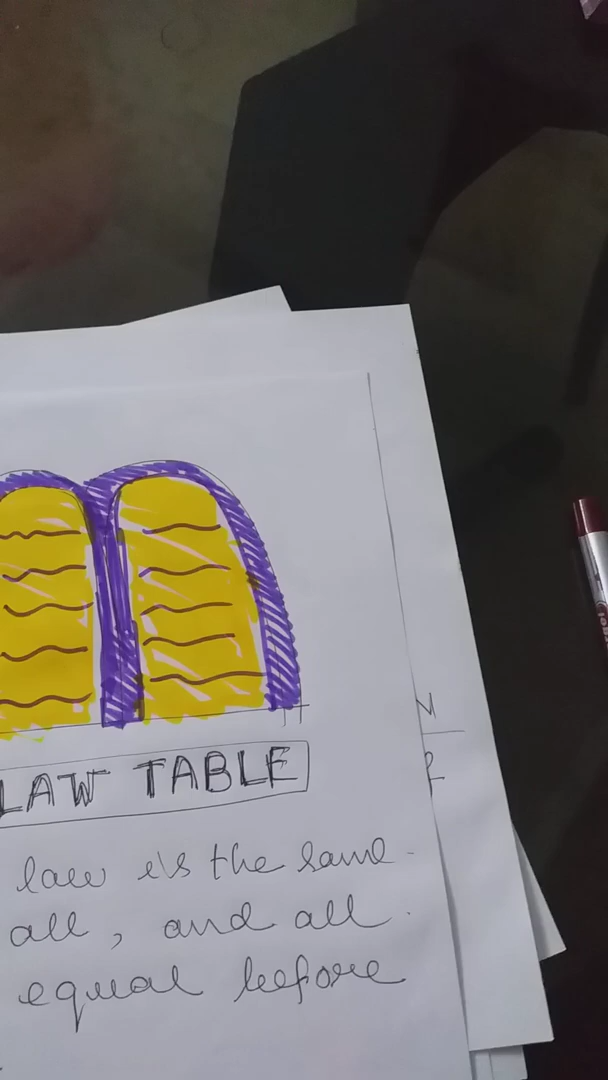 LAW TABLE
law is the same
all, and all
equal before
M